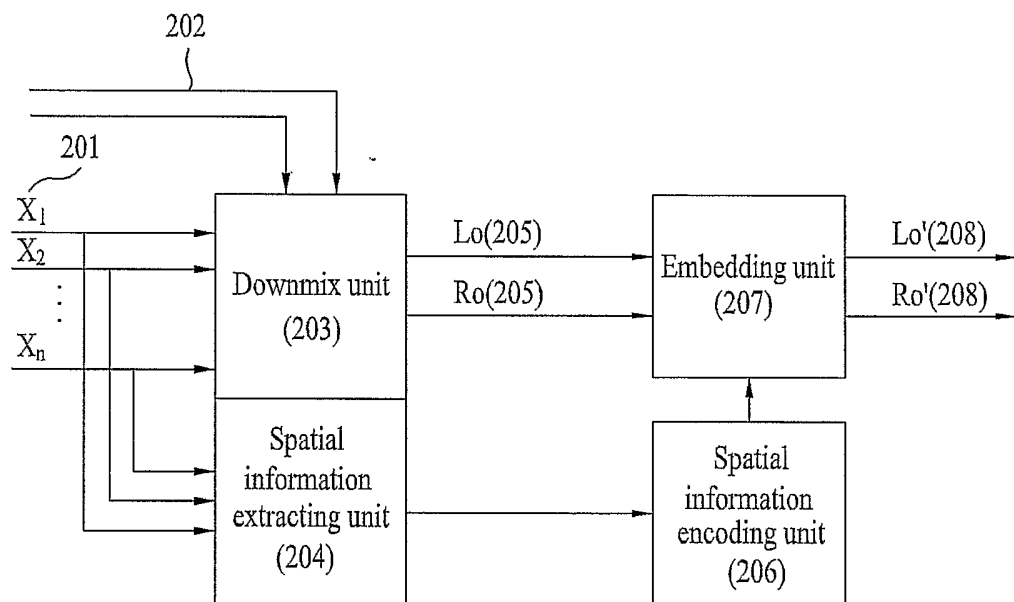 202
201
X1
X2
Xn
Downmix unit
(203)
Lo(205)
Ro(205)
Embedding unit
(207)
Lo'(208)
Ro'(208)
Spatial
information
extracting unit
(204)
Spatial
information
encoding unit
(206)